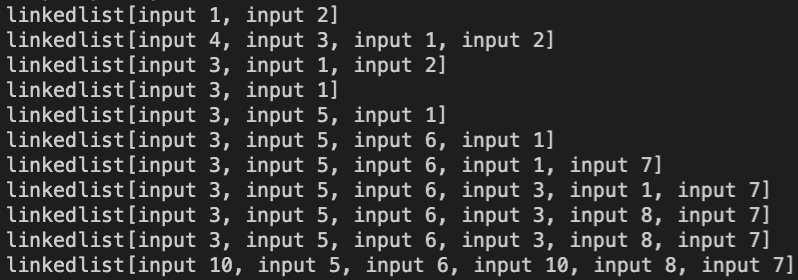 linkedlist[input 1, input 2]
linkedlist[input 4, input 3, input 1, input 2]
linkedlist[input 3, input 1, input 2]
linkedlist[input 3, input 1]
linkedlist[input 3, input 5, input 1]
linkedlist[input 3, input 5, input 6, input 1]
linkedlist[input 3, input 5, input 6, input 1, input 7]
linkedlist[input 3, input 5, input 6, input 3, input 1, input 7]
linkedlist[input 3, input 5, input 6, input 3, input 8, input 7]
linkedlist[input 3, input 5, input 6, input 3, input 8, input 7]
linkedlist[input 10, input 5, input 6, input 10, input 8, input 7]